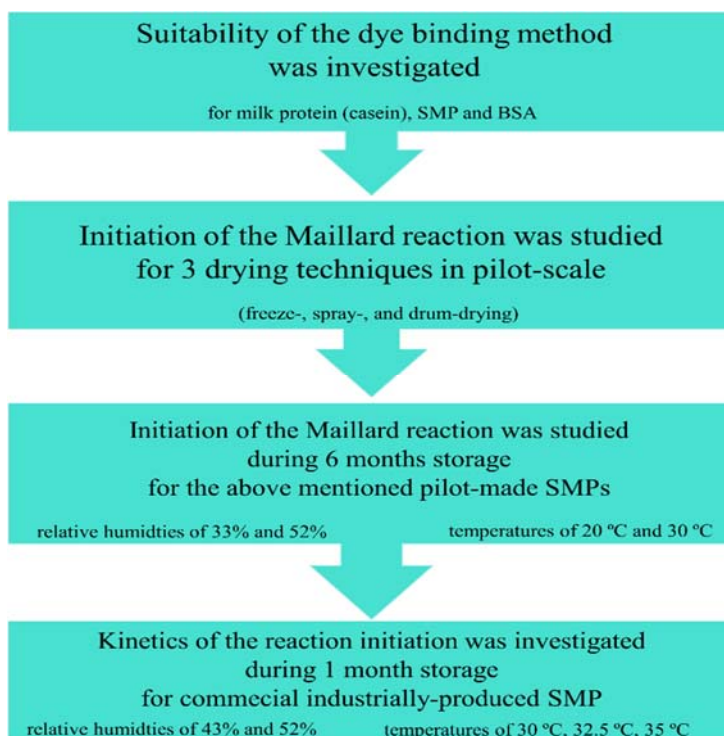 Suitability of the dye binding method
was investigated
for milk protein (casein), SMP and BSA
Initiation of the Maillard reaction was studied
for 3 drying techniques in pilot-scale
(freeze-, spray-, and drum-drying)
Initiation of the Maillard reaction was studied
during 6 months storage
for the above mentioned pilot-made SMPs
relative humidties of 33% and 52% temperatures of 20 ºC and 30 ºC
Kinetics of the reaction initiation was investigated
during 1 month storage
for commecial industrially-produced SMP
relative humidties of 43% and 52% temperatures of 30 ºC, 32.5 ºC, 35 ºC